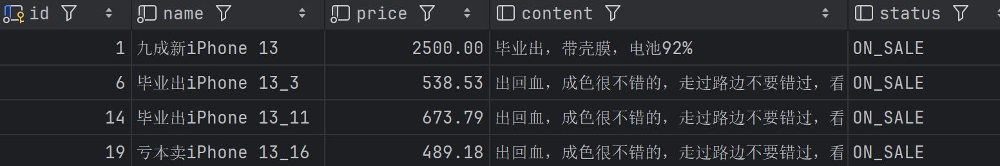 id name price content status
1 九成新iPhone 13 2500.00 毕业出，带壳膜，电池92% ON_SALE
6 毕业出iPhone 13_3 538.53 出回血，成色很不错的，走过路边不要错过，看 ON_SALE
14 毕业出iPhone 13_11 673.79 出回血，成色很不错的，走过路边不要错过，看 ON_SALE
19 亏本卖iPhone 13_16 489.18 出回血，成色很不错的，走过路边不要错过，看 ON_SALE